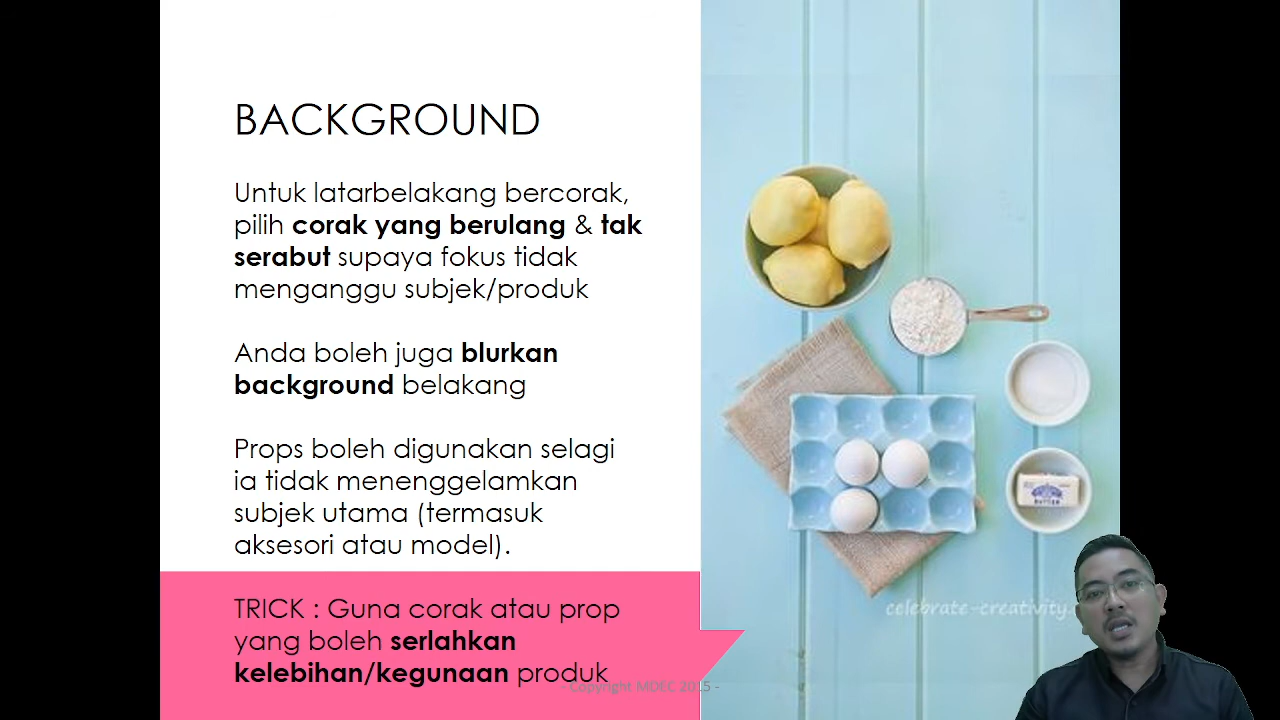 BACKGROUND
Untuk latarbelakang bercorak,
pilih corak yang berulang & tak
serabut supaya fokus tidak
menganggu subjek/produk
Anda boleh juga blurkan
background belakang
Props boleh digunakan selagi
ia tidak menenggelamkan
subjek utama (termasuk
aksesori atau model).
TRICK : Guna corak atau prop
yang boleh serlahkan
kelebihan/kegunaan produk
- Copyright MDEC 2015 -
BUTTER
celebrate-creativity.